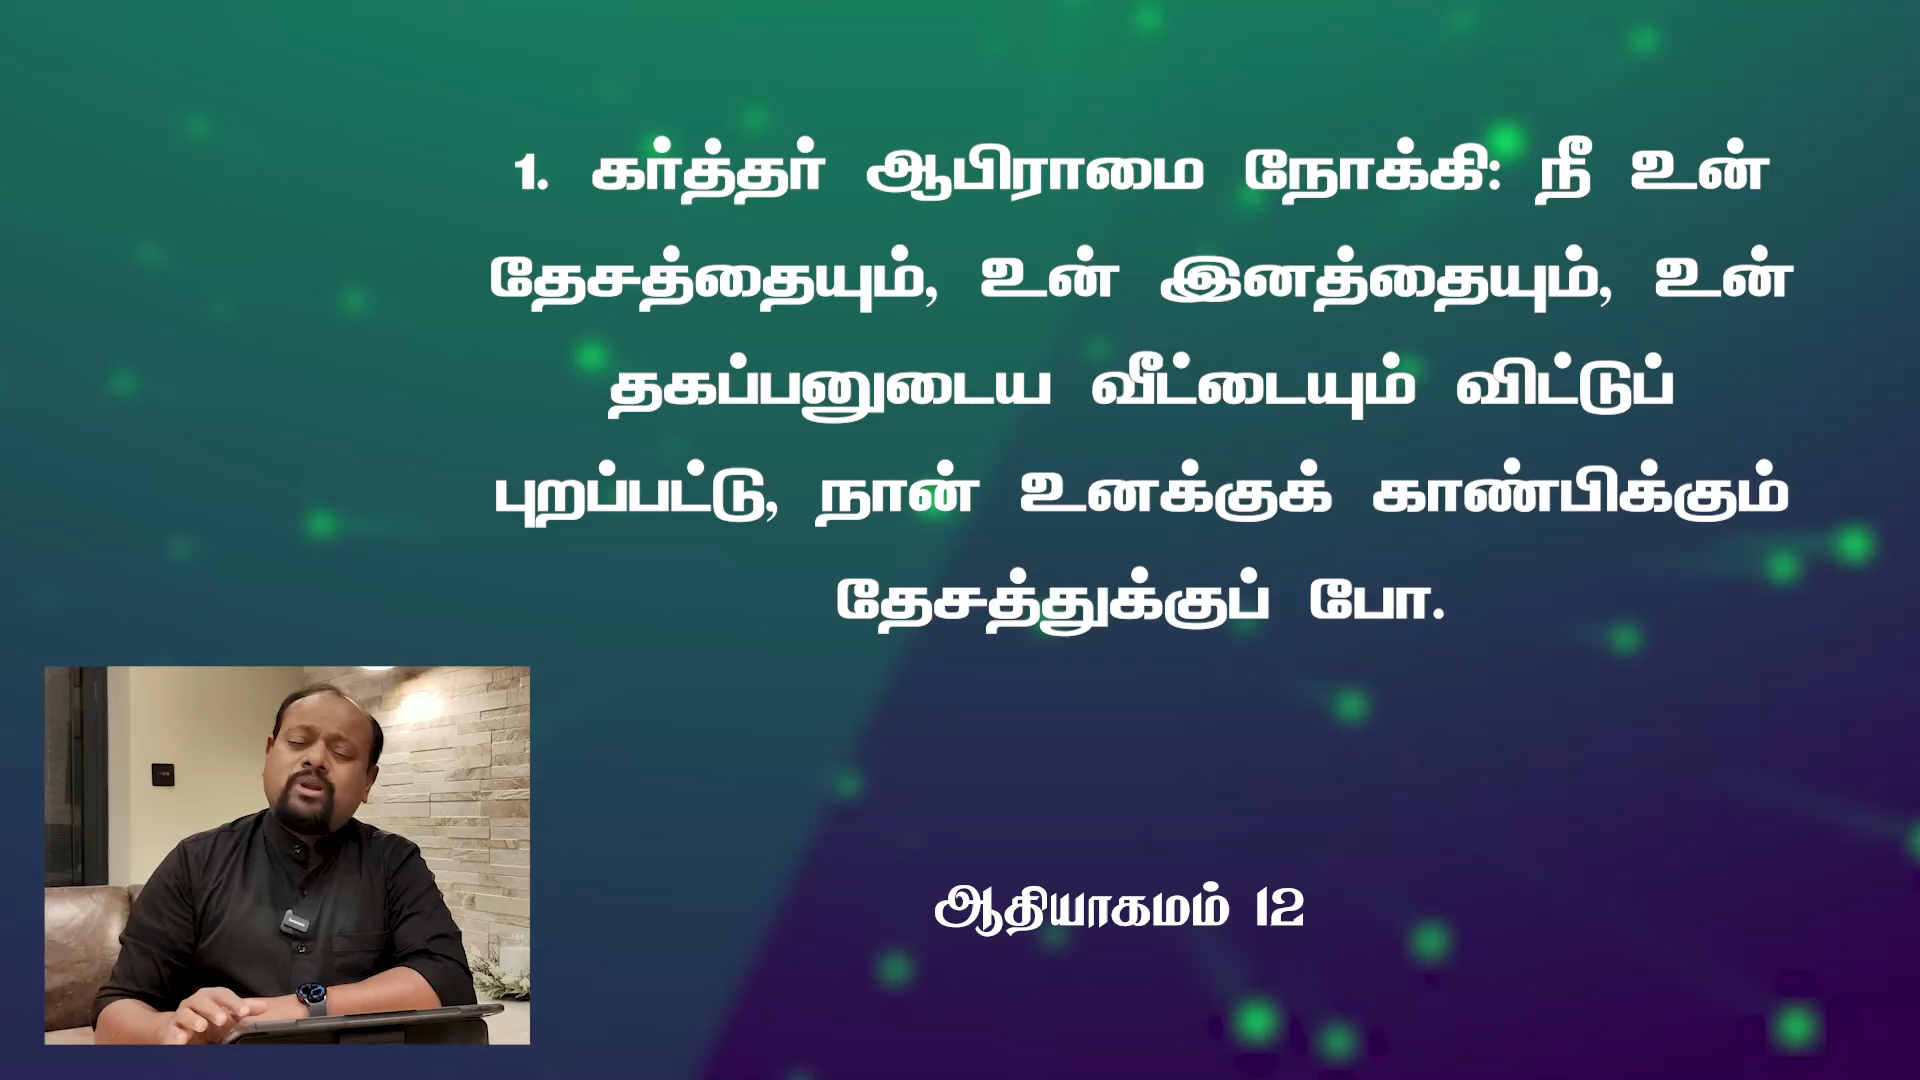 1. கர்த்தர் ஆபிராமை நோக்கி: நீ உன்
தேசத்தையும், உன் இனத்தையும், உன்
தகப்பனுடைய வீட்டையும் விட்டுப்
புறப்பட்டு, நான் உனக்குக் காண்பிக்கும்
தேசத்துக்குப் போ.
ஆதியாகமம் 12